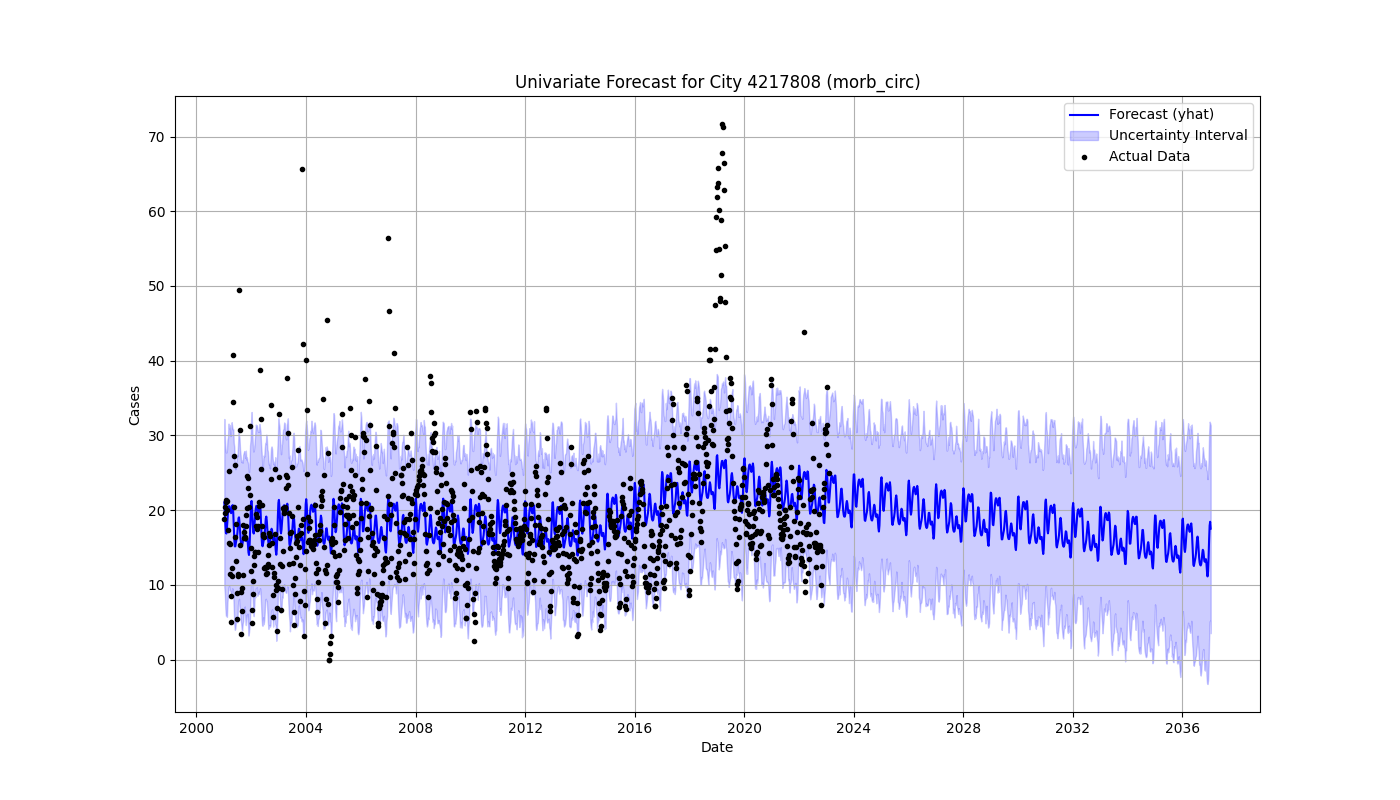 Univariate Forecast for City 4217808 (morb_circ)
Forecast (yhat)
Uncertainty Interval
Actual Data
Cases
70
60
50
40
30
20
10
0
2000 2004 2008 2012 2016 2020 2024 2028 2032 2036
Date